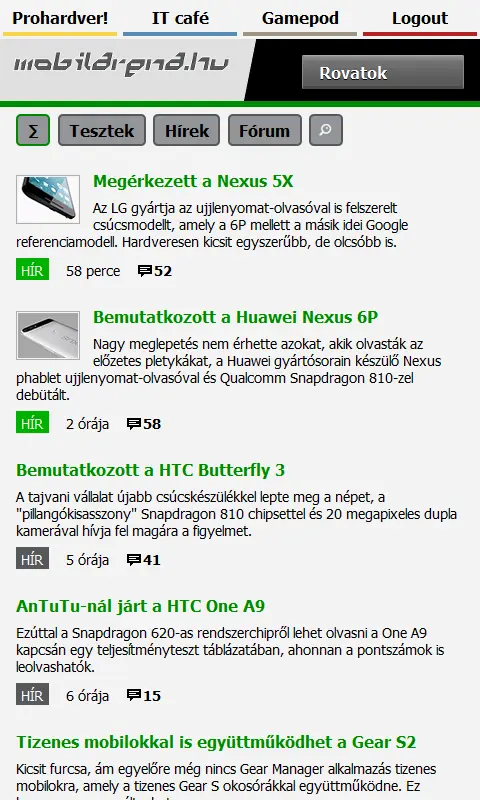 Prohardver! IT café Gamepod Logout
mobilarena.hu
Rovatok
Σ Tesztek Hírek Fórum
Megérkezett a Nexus 5X
Az LG gyártja az ujjlenyomat-olvasóval is felszerelt
csúcsmodellt, amely a 6P mellett a másik idei Google
referenciamodell. Hardveresen kicsit egyszerűbb, de olcsóbb is.
HÍR 58 perce 52
Bemutatkozott a Huawei Nexus 6P
Nagy meglepetés nem érhette azokat, akik olvasták az
előzetes pletykákat, a Huawei gyártósorain készülő Nexus
phablet ujjlenyomat-olvasóval és Qualcomm Snapdragon 810-zel
debütált.
HÍR 2 órája 58
Bemutatkozott a HTC Butterfly 3
A tajvani vállalat újabb csúcskészülékkel lepte meg a népet, a
"pillangókisasszony" Snapdragon 810 chipsettel és 20 megapixeles dupla
kamerával hívja fel magára a figyelmet.
HÍR 5 órája 41
AnTuTu-nál járt a HTC One A9
Ezúttal a Snapdragon 620-as rendszerchipről lehet olvasni a One A9
kapcsán egy teljesítményteszt táblázatában, ahonnan a pontszámok is
leolvashatók.
HÍR 6 órája 15
Tizenes mobilokkal is együttműködhet a Gear S2
Kicsit furcsa, ám egyelőre még nincs Gear Manager alkalmazás tizenes
mobilokra, amely a tizenes Gear S okosórákkal együttműködne. Ez